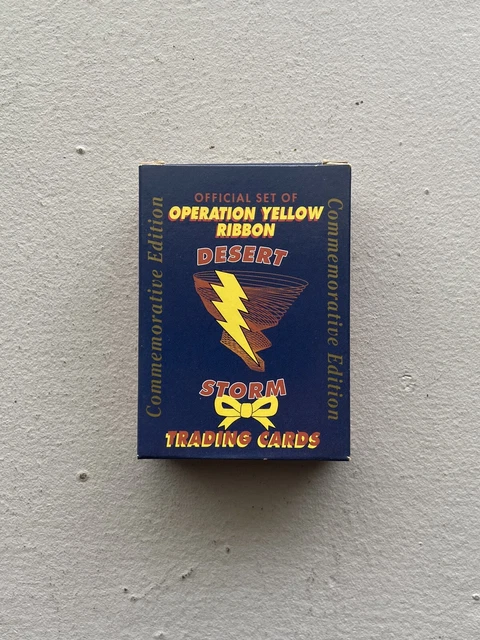 OFFICIAL SET OF
OPERATION YELLOW
RIBBON
DESERT
STORM
TRADING CARDS
Commemorative Edition
Commemorative Edition